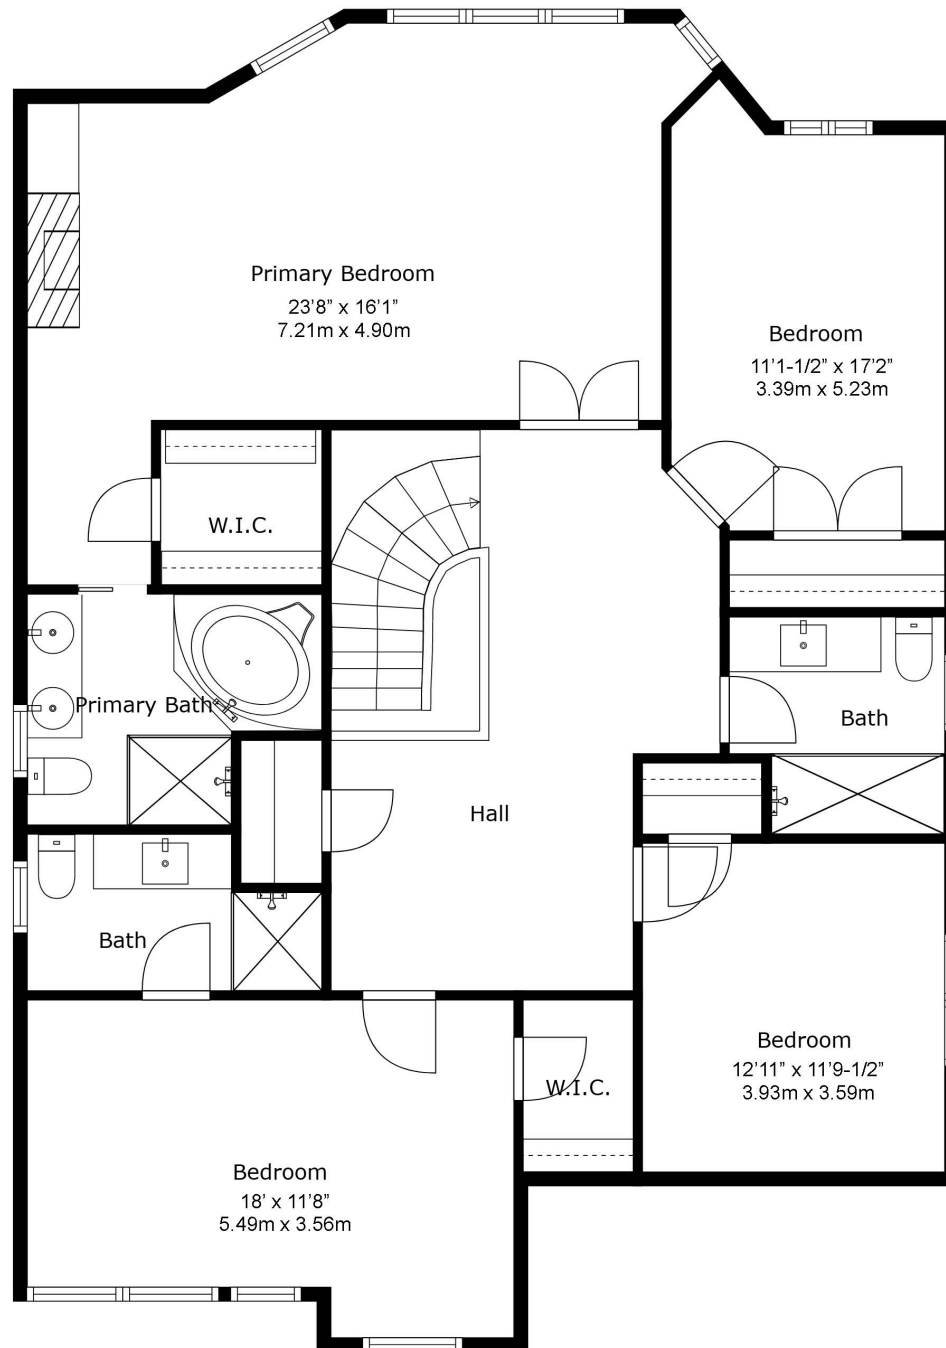 Primary Bedroom
23'8" x 16'1"
7.21m x 4.90m
Bedroom
11'1-1/2" x 17'2"
3.39m x 5.23m
W.I.C.
Primary Bath
Bath
Hall
Bath
Bedroom
12'11" x 11'9-1/2"
3.93m x 3.59m
W.I.C.
Bedroom
18' x 11'8"
5.49m x 3.56m